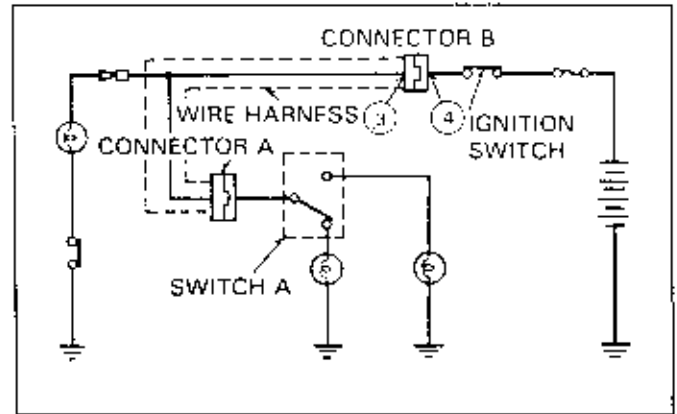 CONNECTOR B
WIRE HARNESS
3
4
IGNITION
SWITCH
CONNECTOR A
SWITCH A